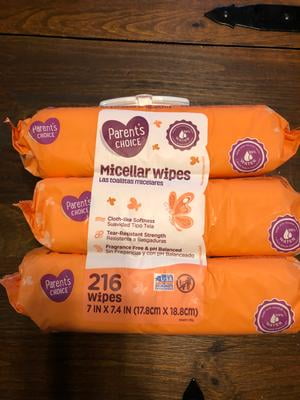 Parent's
CHOICE
Parent's
CHOICE
Micellar wipes
Las toallitas micelares
WATER
Parent's
CHOICE
Cloth-like Softness
Suavidad Tipo Tela
Tear-Resistant Strength
Resistente a Rasgaduras
Fragrance Free & pH Balanced
Sin Fragancias y con pH Balanceado
Parent's
CHOICE
216
wipes
7 IN X 7.4 IN (17.8cm X 18.8cm)
USA